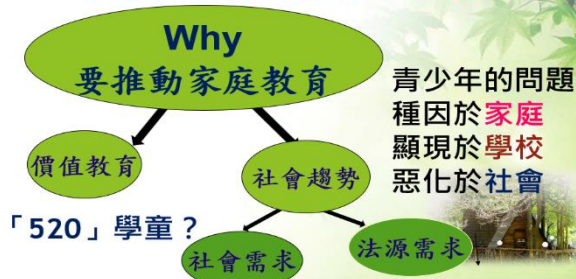 Why
要推動家庭教育
青少年的問題
種因於家庭
顯現於學校
惡化於社會
價值教育
社會趨勢
「520」學童？
社會需求
法源需求